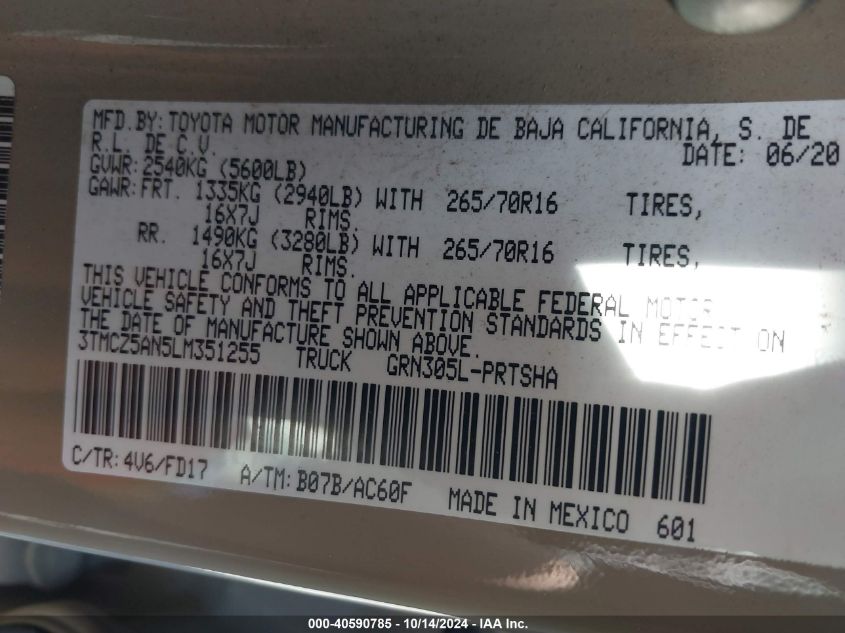 MFD.BY:TOYOTA MOTOR MANUFACTURING DE BAJA CALIFORNIA, S. DE
R.L. DE C.V.
DATE: 06/20
GVWR:2540KG (5600LB)
GAWR:FRT. 1335KG (2940LB) WITH 265/70R16 TIRES,
16X7J RIMS.
RR. 1490KG (3280LB) WITH 265/70R16 TIRES,
16X7J RIMS.
THIS VEHICLE CONFORMS TO ALL APPLICABLE FEDERAL MOTOR
VEHICLE SAFETY AND THEFT PREVENTION STANDARDS IN EFFECT ON
THE DATE OF MANUFACTURE SHOWN ABOVE.
3TMCZ5AN5LM351255 TRUCK GRN305L-PRTSHA
C/TR:4V6/FD17 A/TM:B07B/AC60F MADE IN MEXICO 601
000-40590785 - 10/14/2024 - IAA Inc.